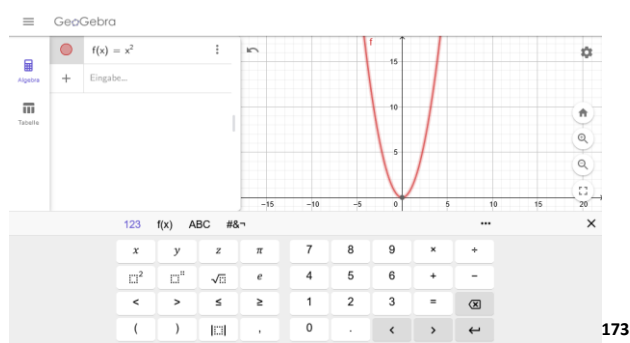 GeoGebra
f(x) = x²
Eingabe...
Algebra
Tabelle
f
15
10
5
-15 -10 -5 0 5 10 15 20
123 f(x) ABC #&¬ ...
x y z π 7 8 9 × ÷
² ⁿ √ e 4 5 6 + −
< > ≤ ≥ 1 2 3 =
( ) | | , 0 . < >
173